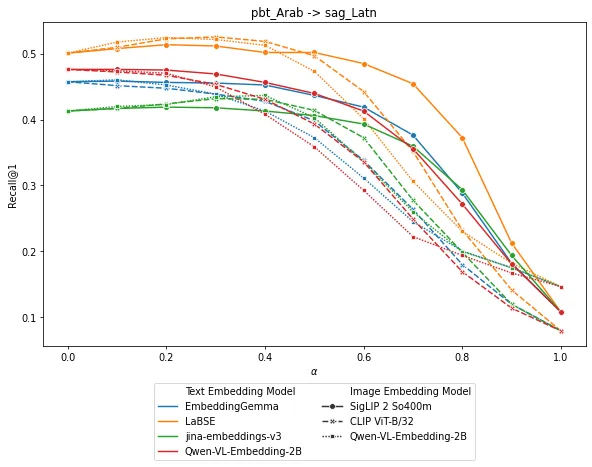 pbt_Arab -> sag_Latn
Recall@1
0.5
0.4
0.3
0.2
0.1
0.0 0.2 0.4 0.6 0.8 1.0
α
Text Embedding Model Image Embedding Model
EmbeddingGemma SigLIP 2 So400m
LaBSE CLIP ViT-B/32
jina-embeddings-v3 Qwen-VL-Embedding-2B
Qwen-VL-Embedding-2B